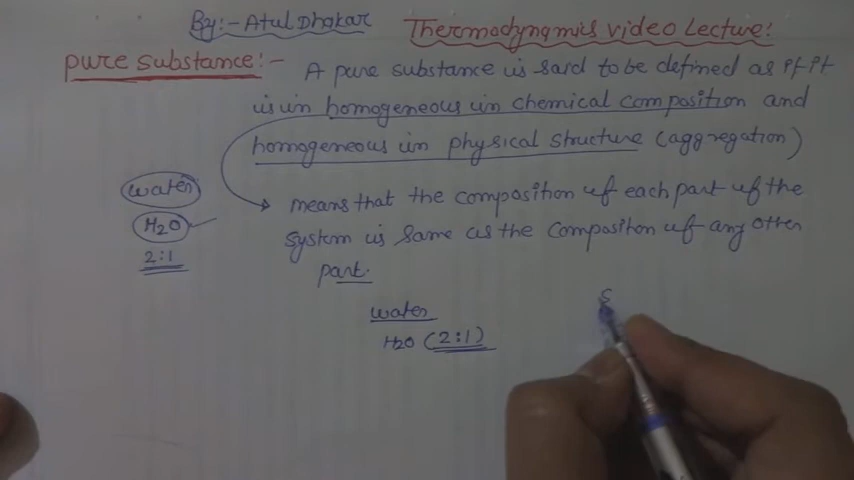 By:- Atul Dhakar
Thermodynamics video Lecture:
pure substance:- A pure substance is said to be defined as if it
is in homogeneous in chemical composition and
homogeneous in physical structure (aggregation)
water
means that the composition of each part of the
H2O
system is same as the composition of any other
2:1
part.
water
H2O (2:1)
S